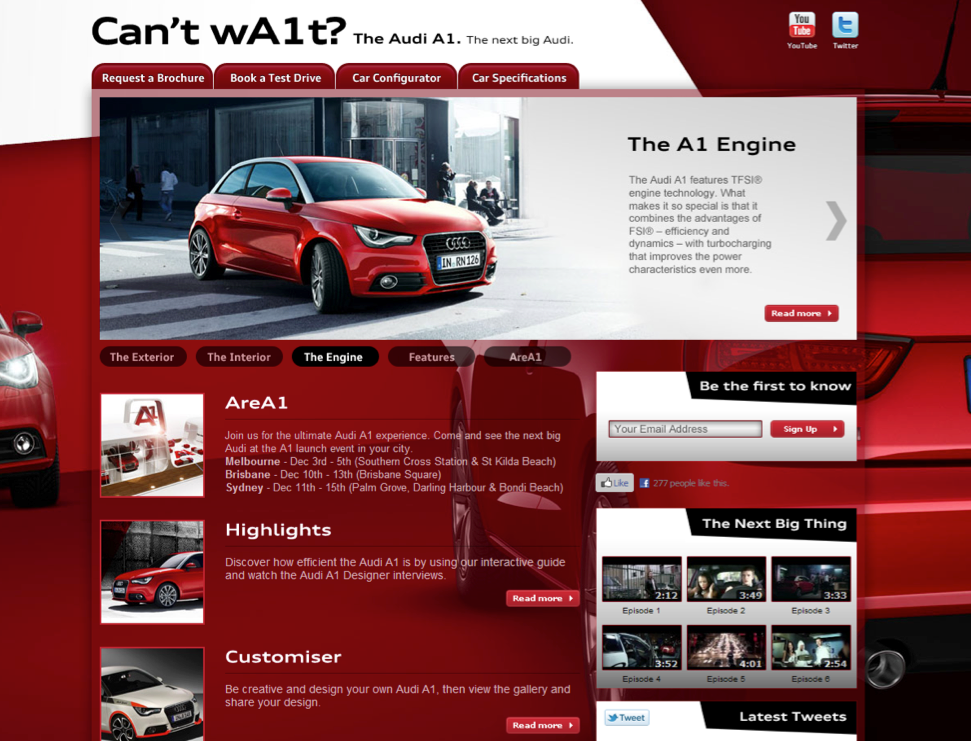 Can't wA1t? The Audi A1. The next big Audi.
You Tube
YouTube
Twitter
Request a Brochure
Book a Test Drive
Car Configurator
Car Specifications
The A1 Engine
The Audi A1 features TFSI®
engine technology. What
makes it so special is that it
combines the advantages of
FSI® – efficiency and
dynamics – with turbocharging
that improves the power
characteristics even more.
IN·RN 126
Read more
The Exterior
The Interior
The Engine
Features
AreA1
A1
AreA1
Join us for the ultimate Audi A1 experience. Come and see the next big
Audi at the A1 launch event in your city.
Melbourne - Dec 3rd - 5th (Southern Cross Station & St Kilda Beach)
Brisbane - Dec 10th - 13th (Brisbane Square)
Sydney - Dec 11th - 15th (Palm Grove, Darling Harbour & Bondi Beach)
Highlights
Discover how efficient the Audi A1 is by using our interactive guide
and watch the Audi A1 Designer interviews.
Read more
Customiser
Be creative and design your own Audi A1, then view the gallery and
share your design.
Read more
Be the first to know
Your Email Address
Sign Up
Like
277 people like this.
The Next Big Thing
2:12
3:49
3:33
Episode 1
Episode 2
Episode 3
3:52
4:01
2:54
Episode 4
Episode 5
Episode 6
Tweet
Latest Tweets